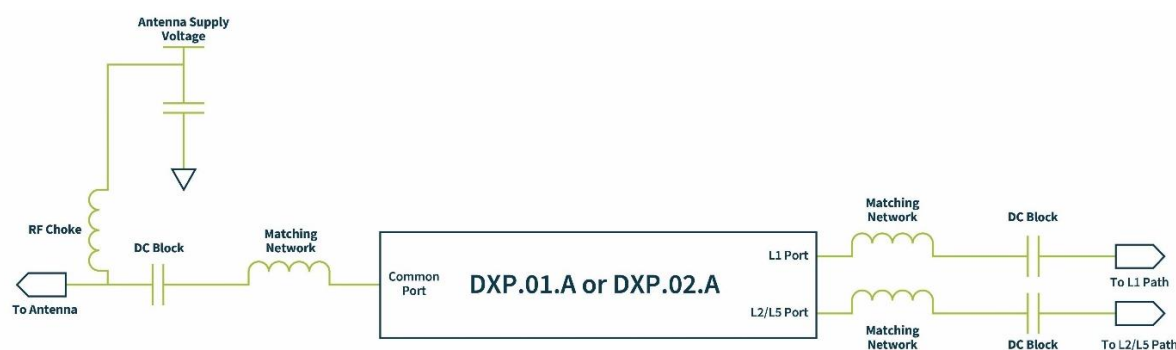 Antenna Supply
Voltage
RF Choke
DC Block
Matching
Network
To Antenna
Common
Port
DXP.01.A or DXP.02.A
L1 Port
L2/L5 Port
Matching
Network
DC Block
To L1 Path
Matching
Network
DC Block
To L2/L5 Path